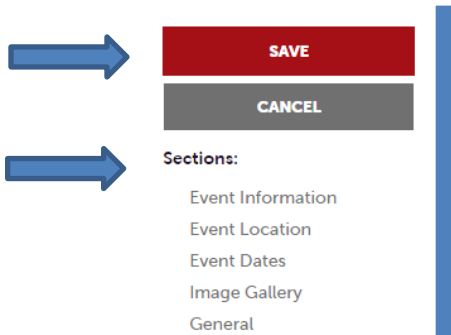 SAVE
CANCEL
Sections:
Event Information
Event Location
Event Dates
Image Gallery
General